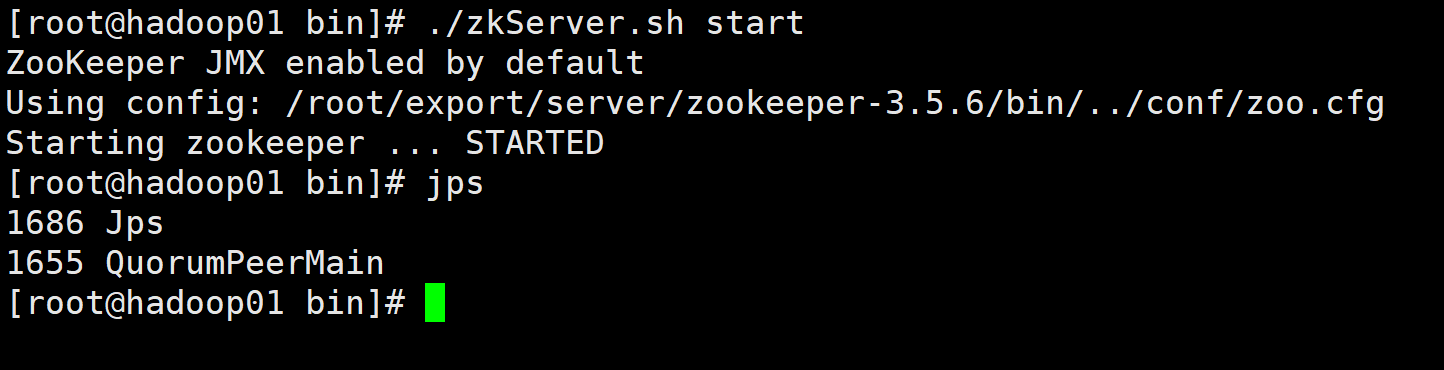 [root@hadoop01 bin]# ./zkServer.sh start
ZooKeeper JMX enabled by default
Using config: /root/export/server/zookeeper-3.5.6/bin/../conf/zoo.cfg
Starting zookeeper ... STARTED
[root@hadoop01 bin]# jps
1686 Jps
1655 QuorumPeerMain
[root@hadoop01 bin]#